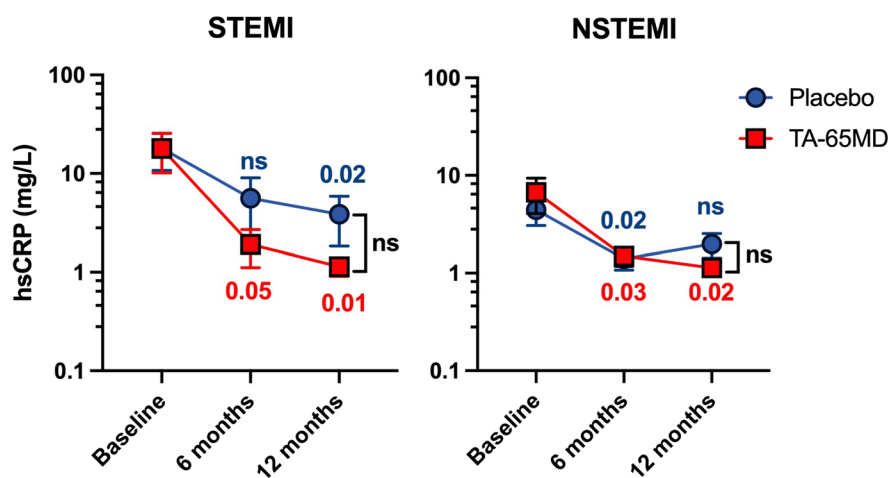 STEMI
NSTEMI
hsCRP (mg/L)
100
10
1
0.1
ns
0.02
ns
0.05
0.01
Baseline
6 months
12 months
100
10
1
0.1
0.02
ns
ns
0.03
0.02
Baseline
6 months
12 months
Placebo
TA-65MD